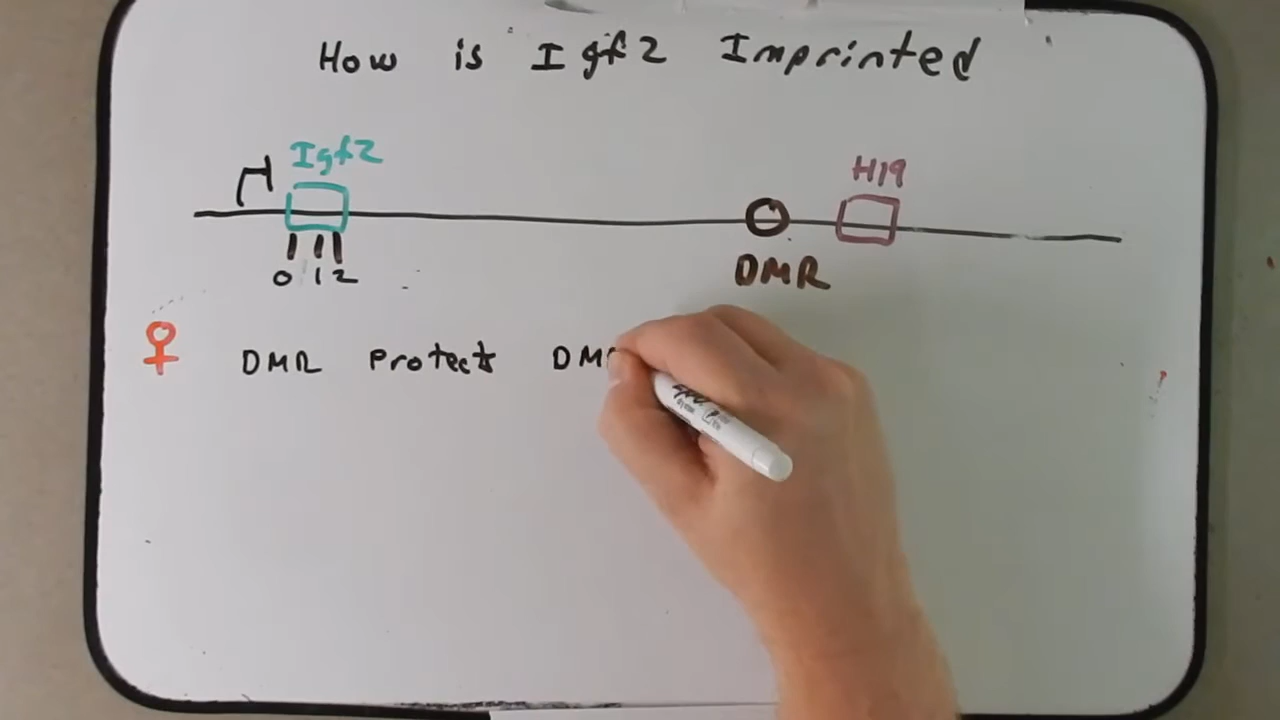 How is Igf2 Imprinted
Igf2
H19
0 1 2
DMR
♀ DMR Protects DM